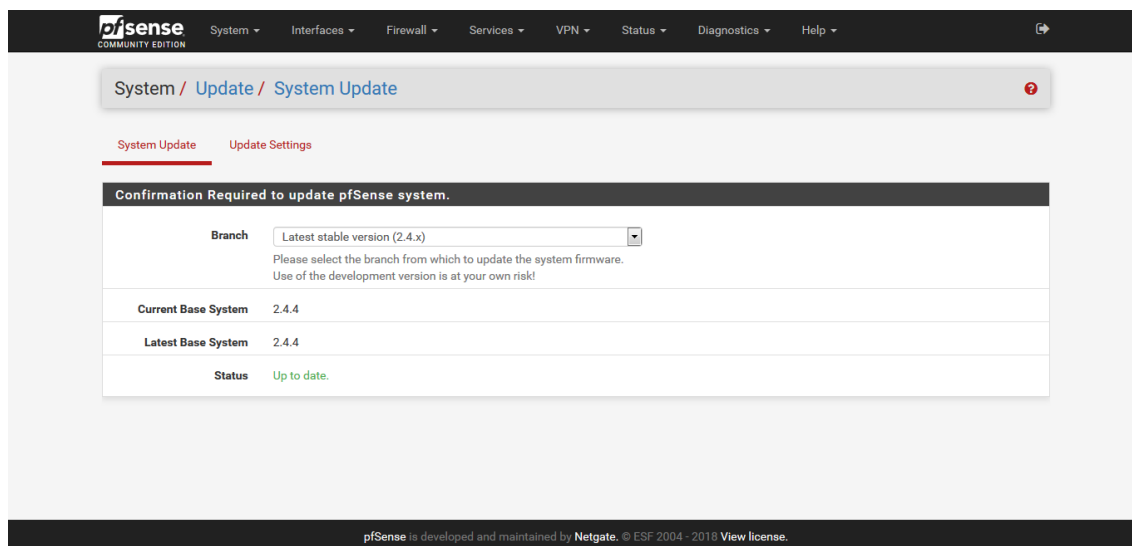 pfsense
COMMUNITY EDITION
System Interfaces Firewall Services VPN Status Diagnostics Help
System / Update / System Update
System Update Update Settings
Confirmation Required to update pfSense system.
Branch Latest stable version (2.4.x)
Please select the branch from which to update the system firmware.
Use of the development version is at your own risk!
Current Base System 2.4.4
Latest Base System 2.4.4
Status Up to date.
pfSense is developed and maintained by Netgate. © ESF 2004 - 2018 View license.